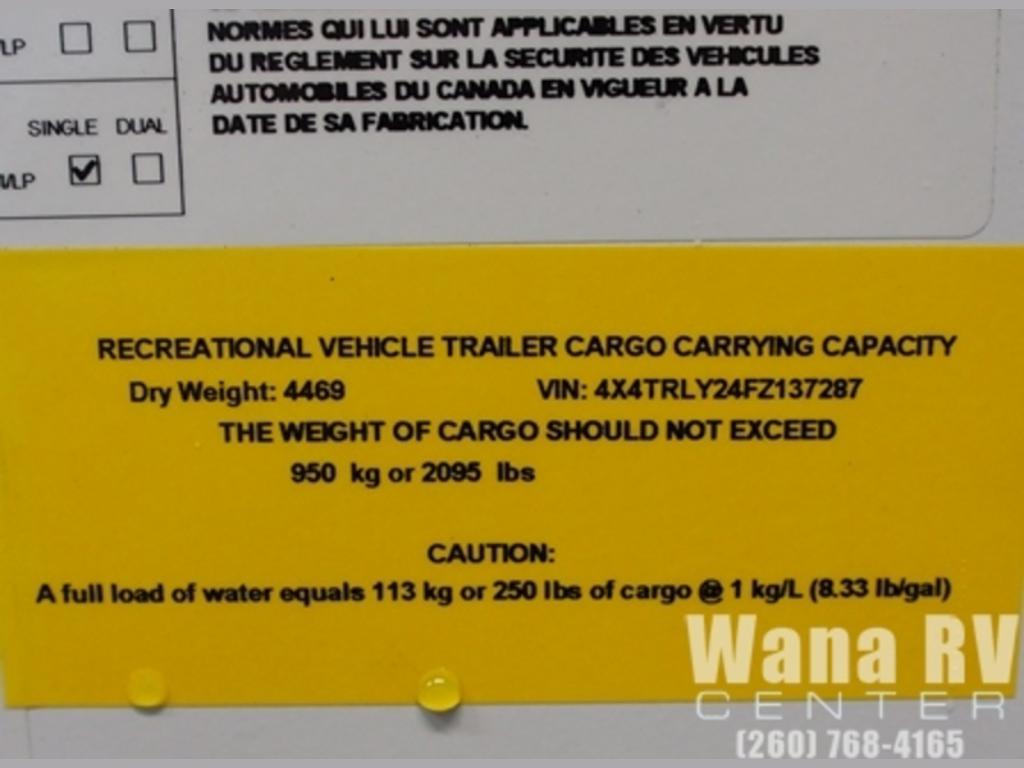 NORMES QUI LUI SONT APPLICABLES EN VERTU
DU REGLEMENT SUR LA SECURITE DES VEHICULES
AUTOMOBILES DU CANADA EN VIGUEUR A LA
DATE DE SA FABRICATION.
SINGLE DUAL
RECREATIONAL VEHICLE TRAILER CARGO CARRYING CAPACITY
Dry Weight: 4469 VIN: 4X4TRLY24FZ137287
THE WEIGHT OF CARGO SHOULD NOT EXCEED
950 kg or 2095 lbs
CAUTION:
A full load of water equals 113 kg or 250 lbs of cargo @ 1 kg/L (8.33 lb/gal)
Wana RV
CENTER
(260) 768-4165